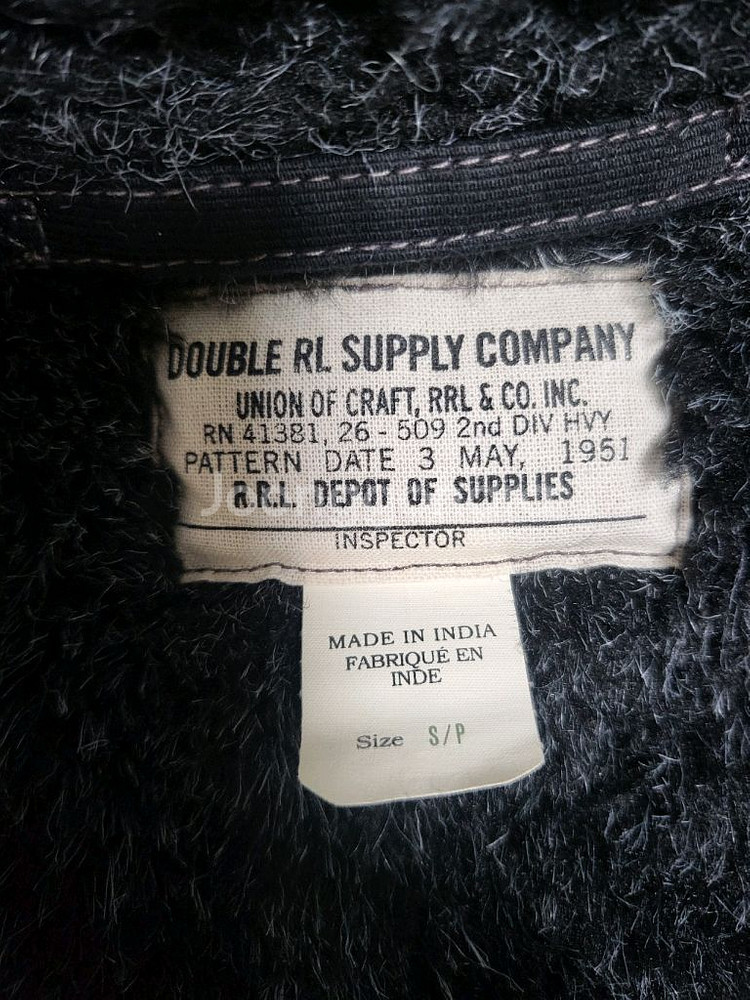 DOUBLE RL SUPPLY COMPANY
UNION OF CRAFT, RRL & CO. INC.
RN 41381, 26 - 509 2nd DIV HVY
PATTERN DATE 3 MAY, 1951
R.R.L. DEPOT OF SUPPLIES
INSPECTOR
MADE IN INDIA
FABRIQUÉ EN
INDE
Size S/P